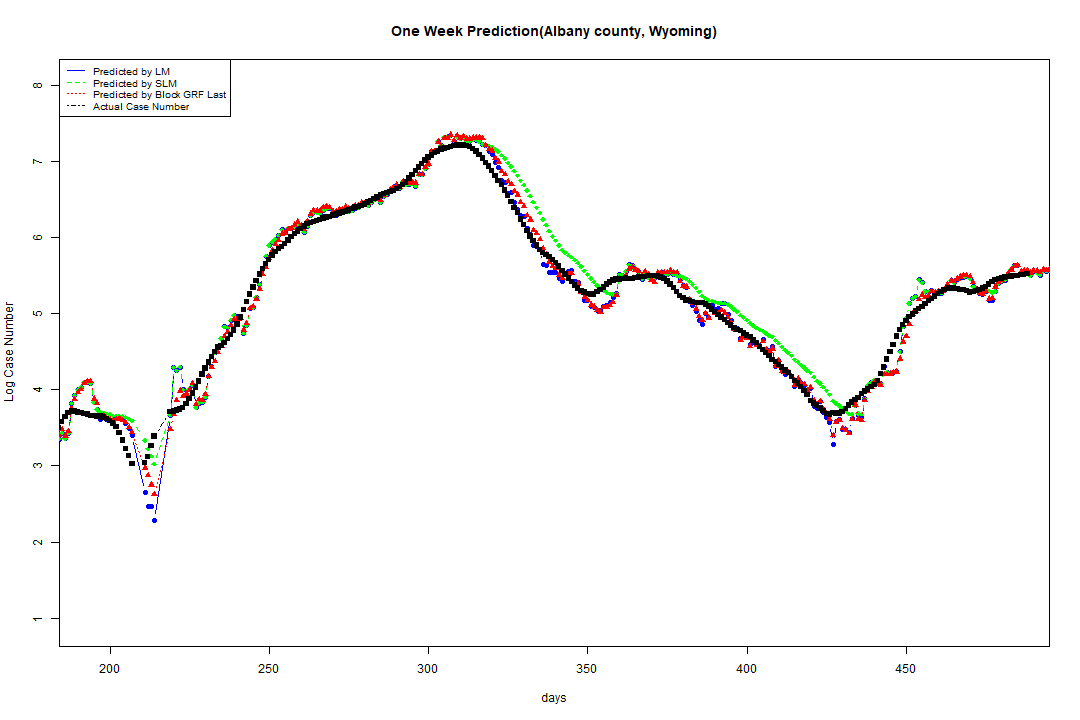 One Week Prediction(Albany county, Wyoming)
Predicted by LM
Predicted by SLM
Predicted by Block GRF Last
Actual Case Number
8
7
6
5
4
3
2
1
Log Case Number
200 250 300 350 400 450
days